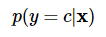 p(y = c|x)